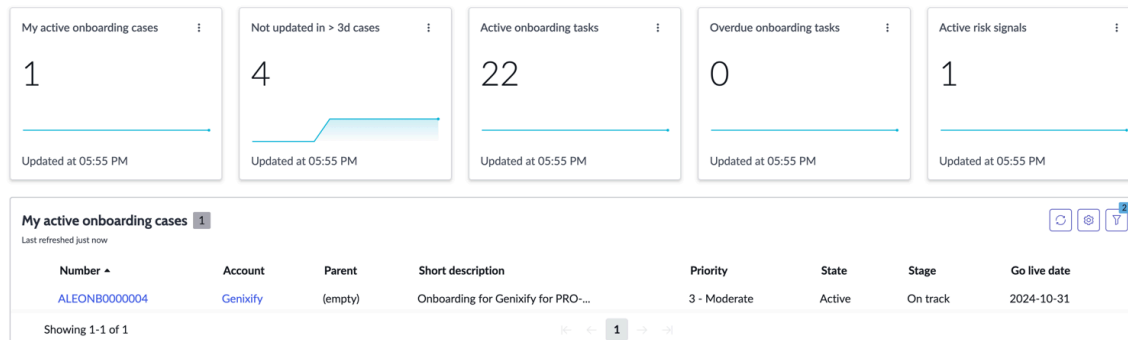 My active onboarding cases
1
Updated at 05:55 PM
Not updated in > 3d cases
4
Updated at 05:55 PM
Active onboarding tasks
22
Updated at 05:55 PM
Overdue onboarding tasks
0
Updated at 05:55 PM
Active risk signals
1
Updated at 05:55 PM
My active onboarding cases 1
2
Last refreshed just now
Number Account Parent Short description Priority State Stage Go live date
ALEONB0000004 Genixify (empty) Onboarding for Genixify for PRO-... 3 - Moderate Active On track 2024-10-31
Showing 1-1 of 1 1